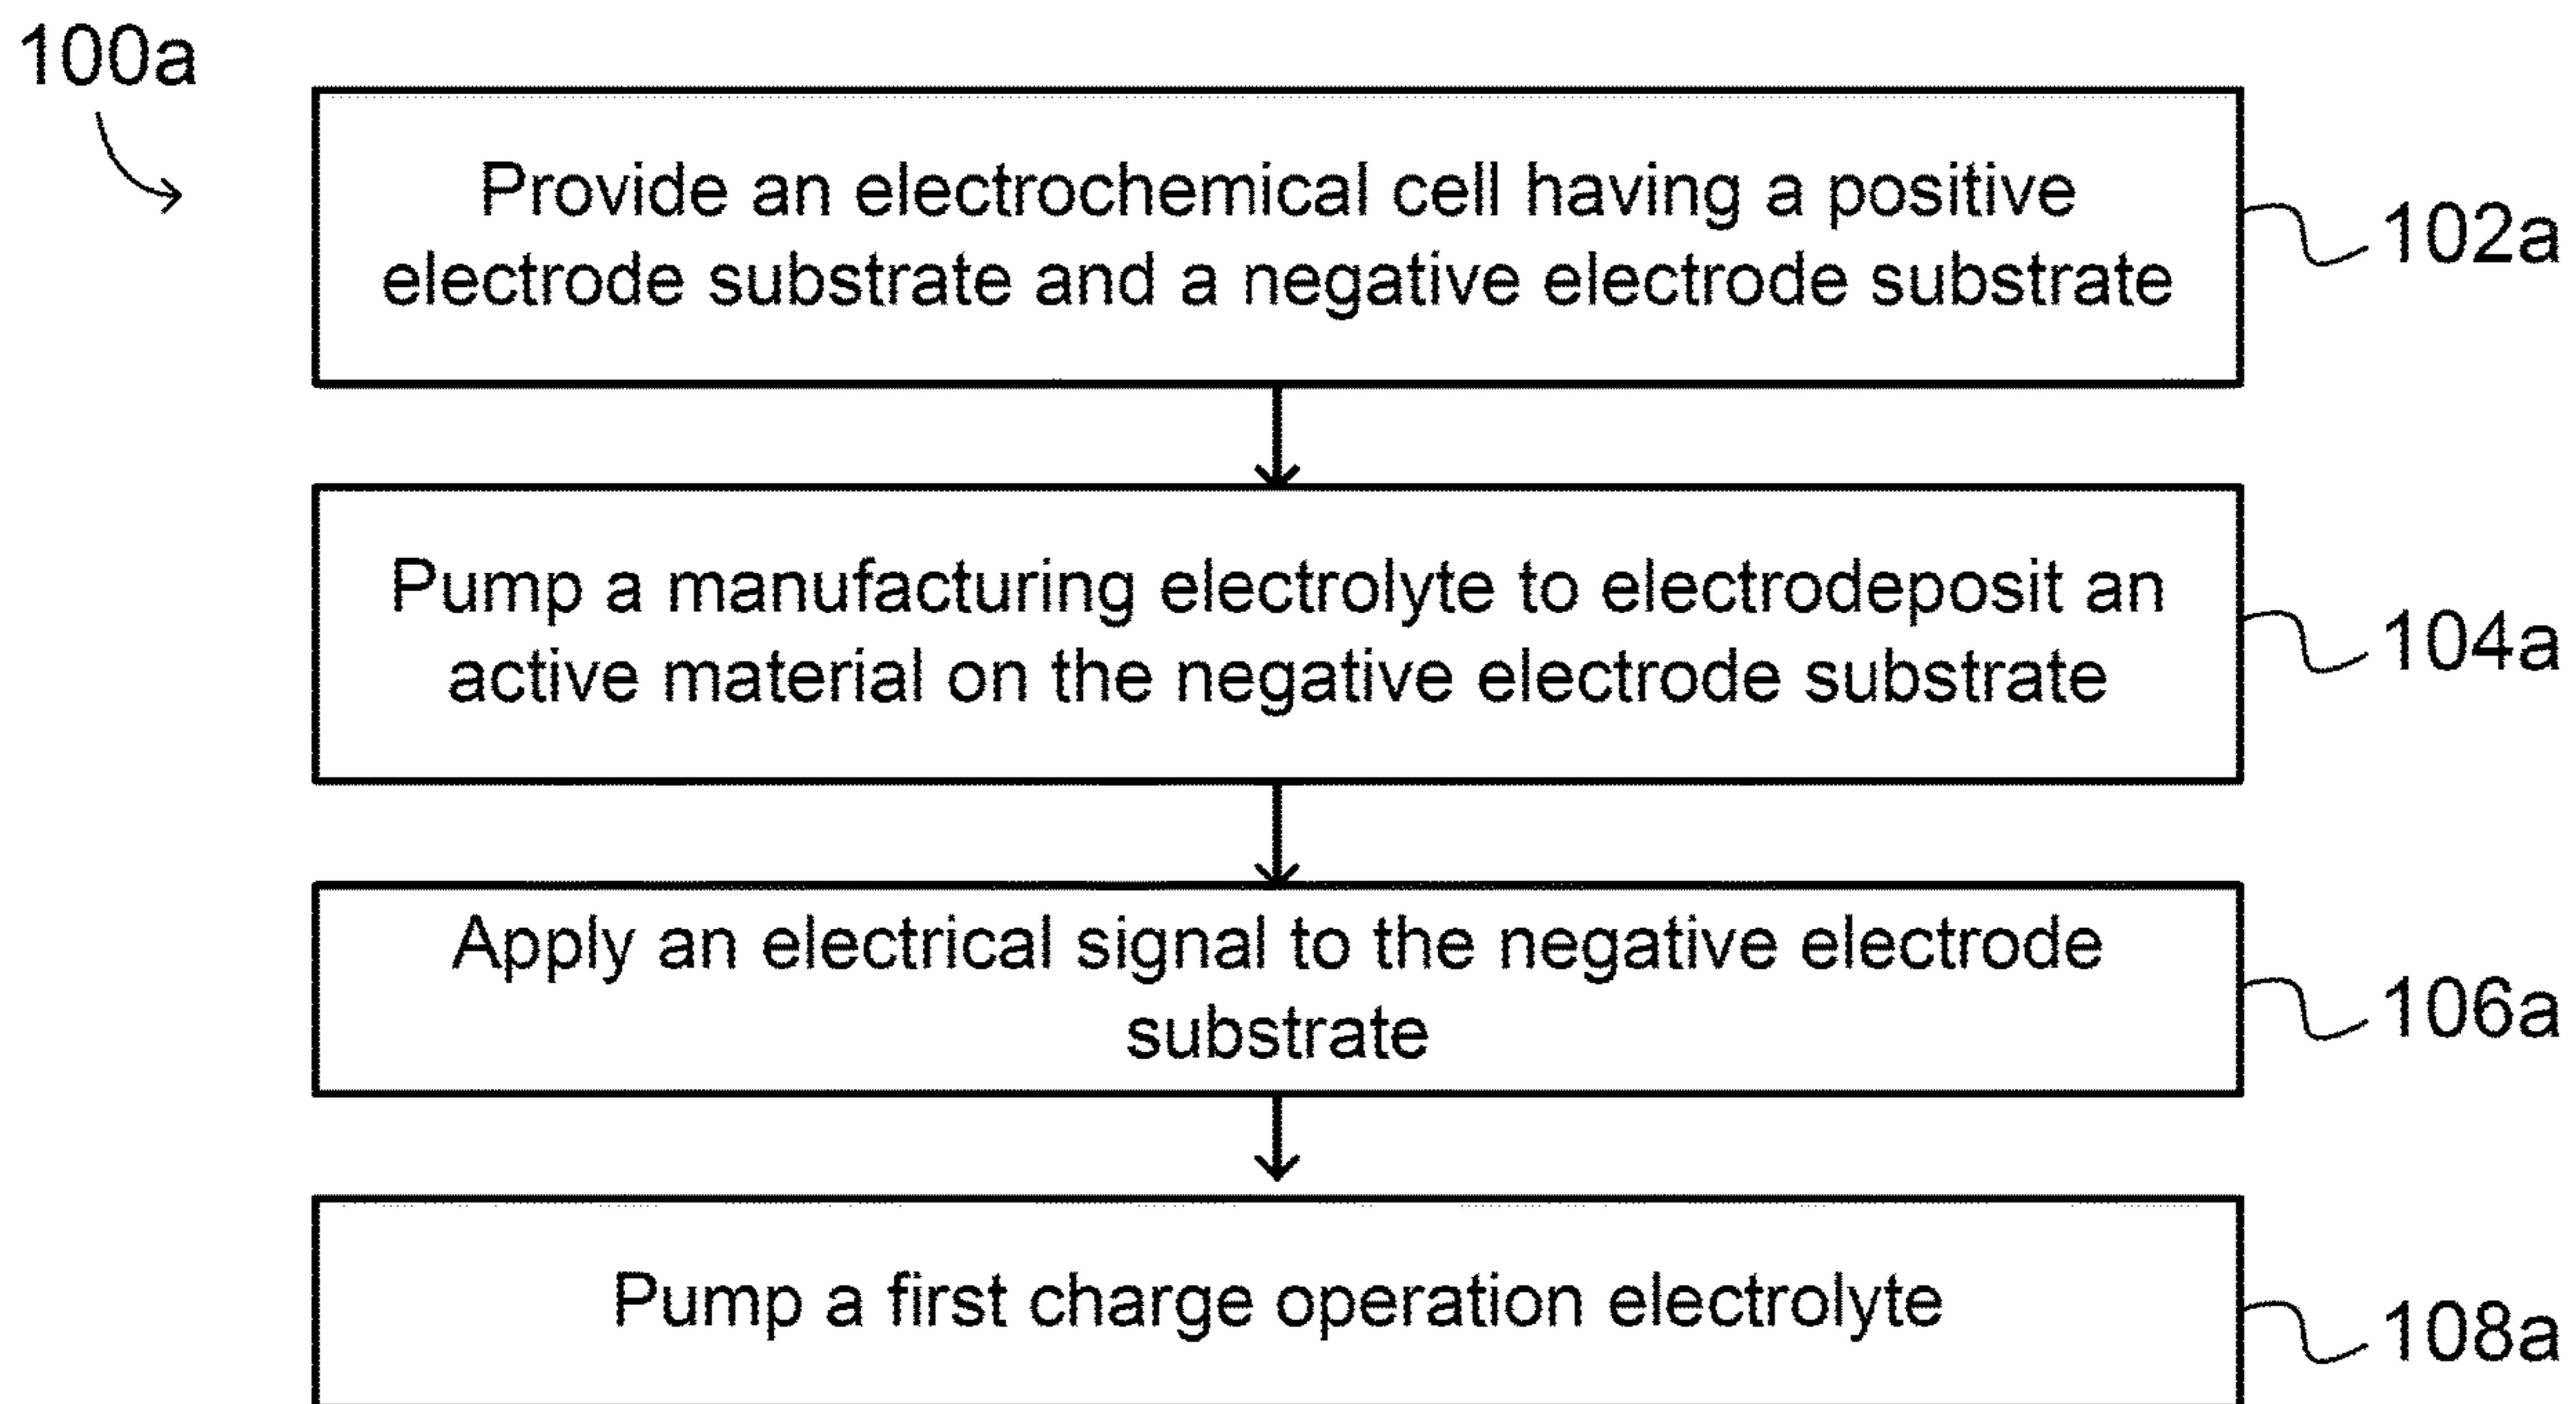 100a
Provide an electrochemical cell having a positive
electrode substrate and a negative electrode substrate
102a
Pump a manufacturing electrolyte to electrodeposit an
active material on the negative electrode substrate
104a
Apply an electrical signal to the negative electrode
substrate
106a
Pump a first charge operation electrolyte
108a